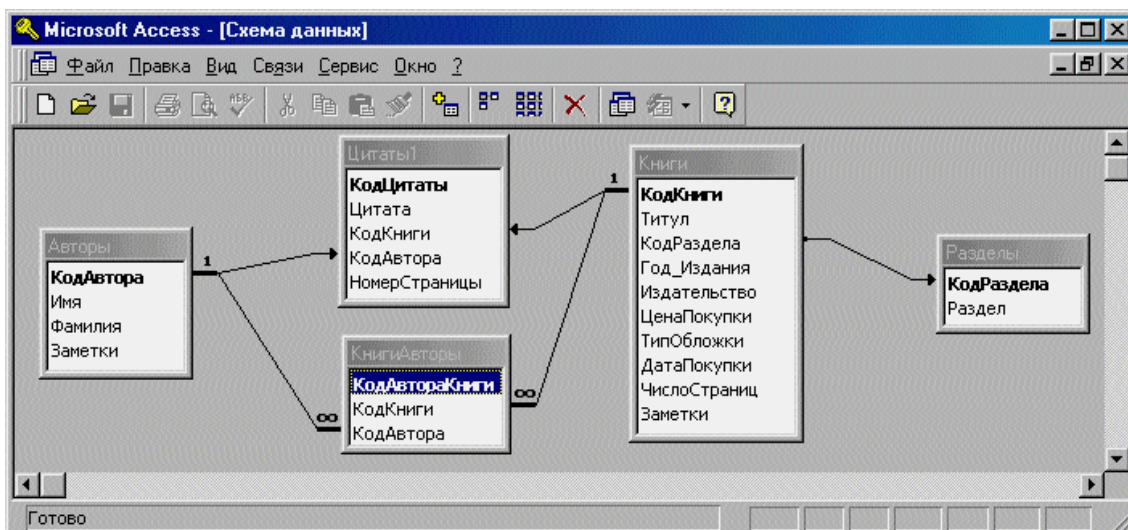 Microsoft Access - [Схема данных]
Файл Правка Вид Связи Сервис Окно ?
Цитаты1
КодЦитаты
Цитата
КодКниги
КодАвтора
НомерСтраницы
Книги
КодКниги
Титул
КодРаздела
Год_Издания
Издательство
ЦенаПокупки
ТипОбложки
ДатаПокупки
ЧислоСтраниц
Заметки
Авторы
КодАвтора
Имя
Фамилия
Заметки
Разделы
КодРаздела
Раздел
КнигиАвторы
КодАвтораКниги
КодКниги
КодАвтора
1
1
∞
∞
Готово